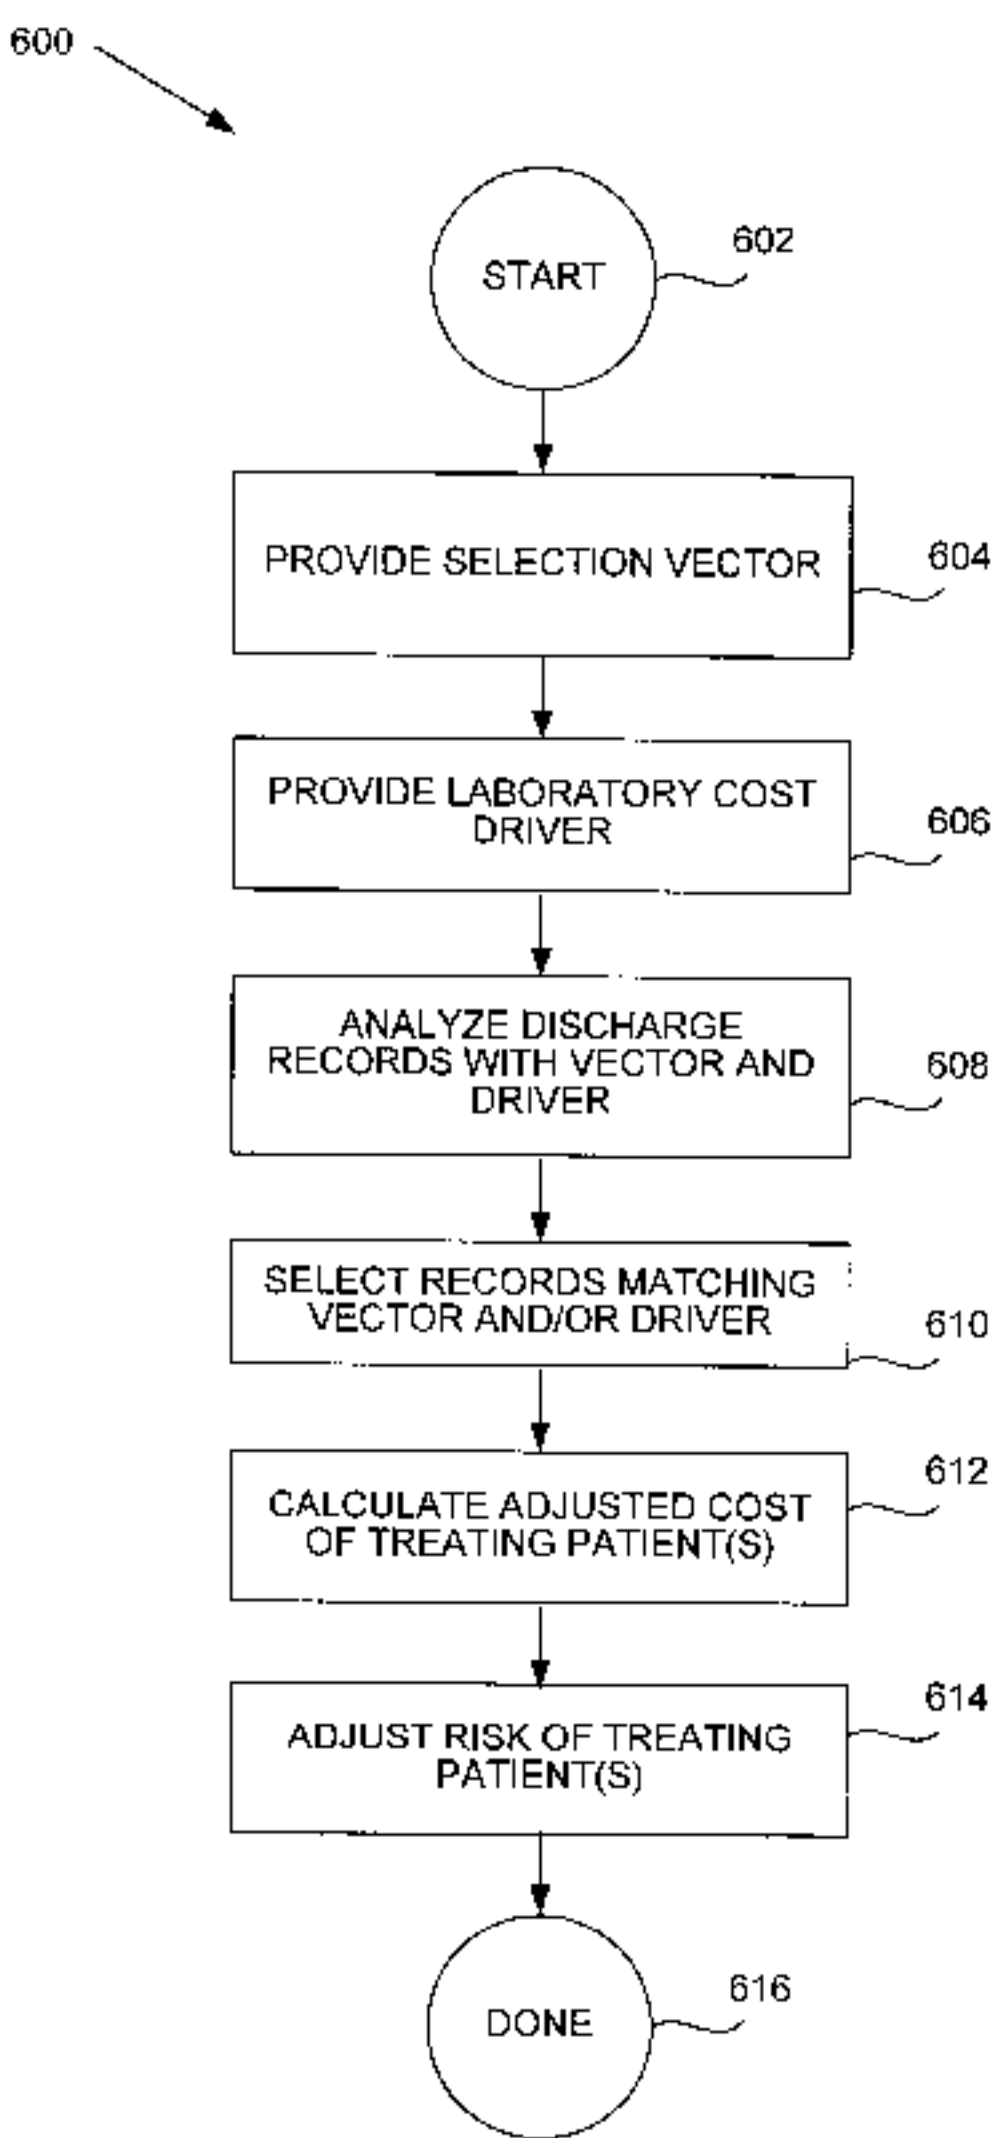 600
START
602
PROVIDE SELECTION VECTOR
604
PROVIDE LABORATORY COST
DRIVER
606
ANALYZE DISCHARGE
RECORDS WITH VECTOR AND
DRIVER
608
SELECT RECORDS MATCHING
VECTOR AND/OR DRIVER
610
CALCULATE ADJUSTED COST
OF TREATING PATIENT(S)
612
ADJUST RISK OF TREATING
PATIENT(S)
614
DONE
616